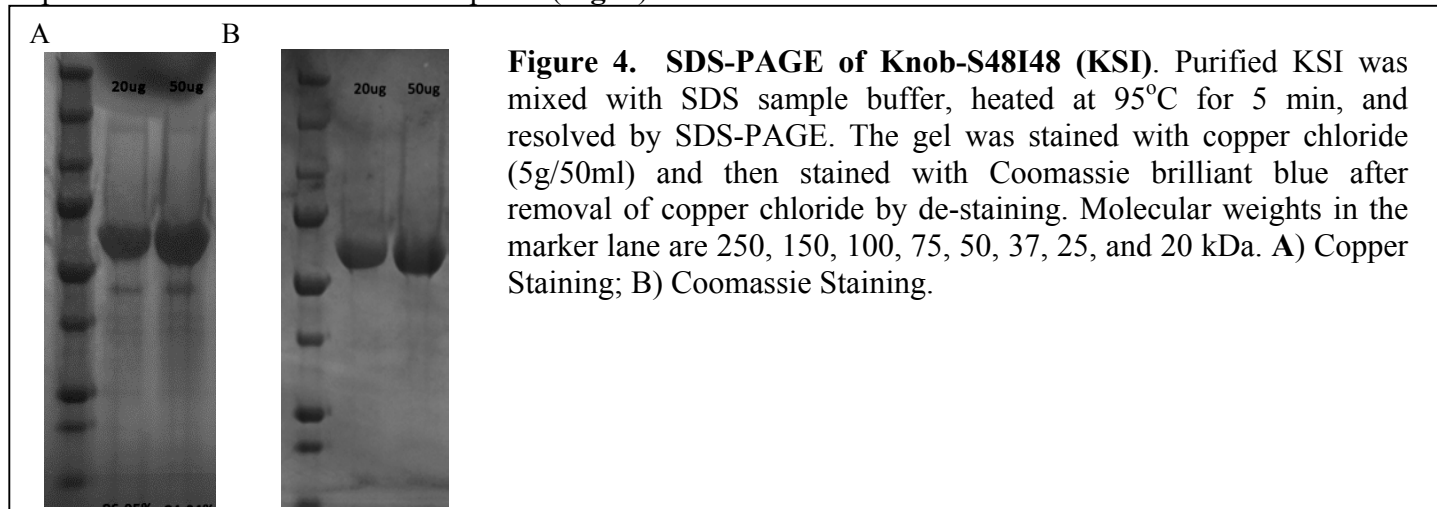 A
B
20ug 50ug
20ug 50ug
Figure 4. SDS-PAGE of Knob-S48I48 (KSI). Purified KSI was
mixed with SDS sample buffer, heated at 95oC for 5 min, and
resolved by SDS-PAGE. The gel was stained with copper chloride
(5g/50ml) and then stained with Coomassie brilliant blue after
removal of copper chloride by de-staining. Molecular weights in the
marker lane are 250, 150, 100, 75, 50, 37, 25, and 20 kDa. A) Copper
Staining; B) Coomassie Staining.